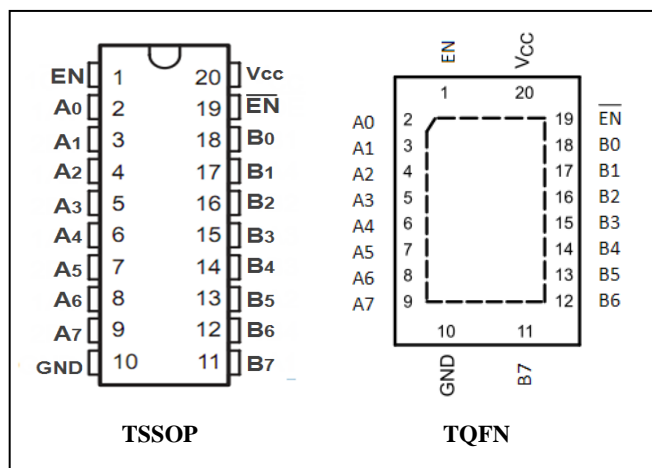 EN 1 20 Vcc
A0 2 19 E̅N̅
A1 3 18 B0
A2 4 17 B1
A3 5 16 B2
A4 6 15 B3
A5 7 14 B4
A6 8 13 B5
A7 9 12 B6
GND 10 11 B7
TSSOP
EN VCC
1 20
A0 2 19 E̅N̅
A1 3 18 B0
A2 4 17 B1
A3 5 16 B2
A4 6 15 B3
A5 7 14 B4
A6 8 13 B5
A7 9 12 B6
10 11
GND B7
TQFN